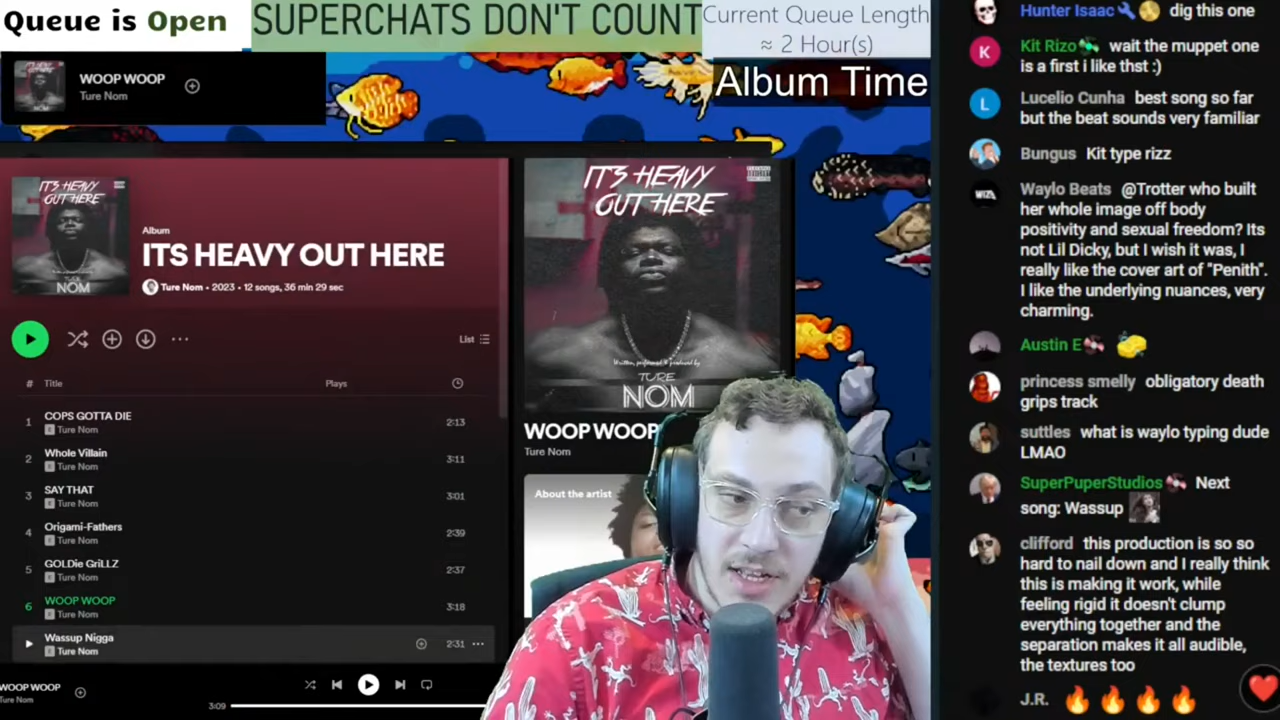 Queue is Open
SUPERCHATS DON'T COUNT
Current Queue Length
≈ 2 Hour(s)
Album Time
WOOP WOOP
Ture Nom
IT'S HEAVY
OUT HERE
NOM
Album
ITS HEAVY OUT HERE
Ture Nom • 2023 • 12 songs, 36 min 29 sec
List
# Title Plays
1 COPS GOTTA DIE 2:13
E Ture Nom
2 Whole Villain 3:11
E Ture Nom
3 SAY THAT 3:01
E Ture Nom
4 Origami-Fathers 2:39
E Ture Nom
5 GOLDie GriLLZ 2:37
E Ture Nom
6 WOOP WOOP 3:18
E Ture Nom
Wassup Nigga 2:31
E Ture Nom
WOOP WOOP
Ture Nom
3:09
IT'S HEAVY
OUT HERE
Written, performed & produced by
TURE
NOM
WOOP WOOP
Ture Nom
About the artist
Hunter Isaac dig this one
K Kit Rizo wait the muppet one
is a first i like thst :)
L Lucelio Cunha best song so far
but the beat sounds very familiar
Bungus Kit type rizz
Waylo Beats @Trotter who built
her whole image off body
positivity and sexual freedom? Its
not Lil Dicky, but I wish it was, I
really like the cover art of "Penith".
I like the underlying nuances, very
charming.
Austin E
princess smelly obligatory death
grips track
suttles what is waylo typing dude
LMAO
SuperPuperStudios Next
song: Wassup
clifford this production is so so
hard to nail down and I really think
this is making it work, while
feeling rigid it doesn't clump
everything together and the
separation makes it all audible,
the textures too
J.R.